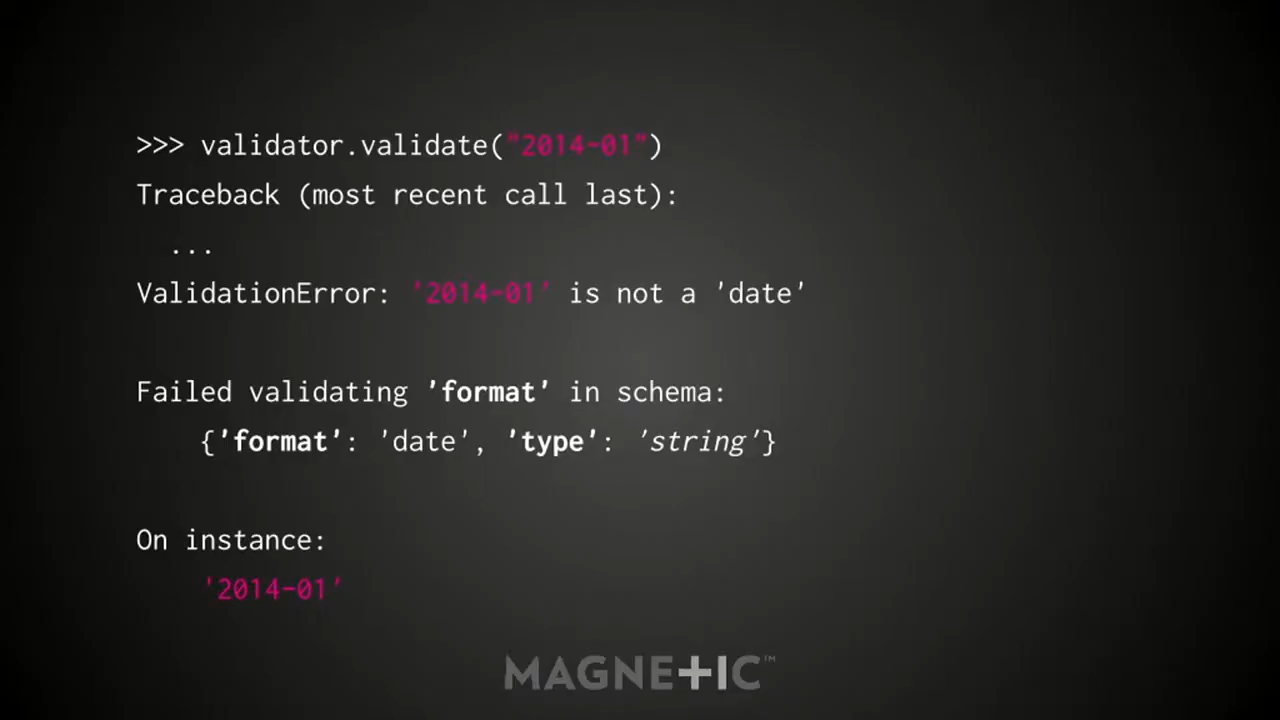 >>> validator.validate("2014-01")
Traceback (most recent call last):
  ...
ValidationError: '2014-01' is not a 'date'
Failed validating 'format' in schema:
    {'format': 'date', 'type': 'string'}
On instance:
    '2014-01'
MAGNETIC™